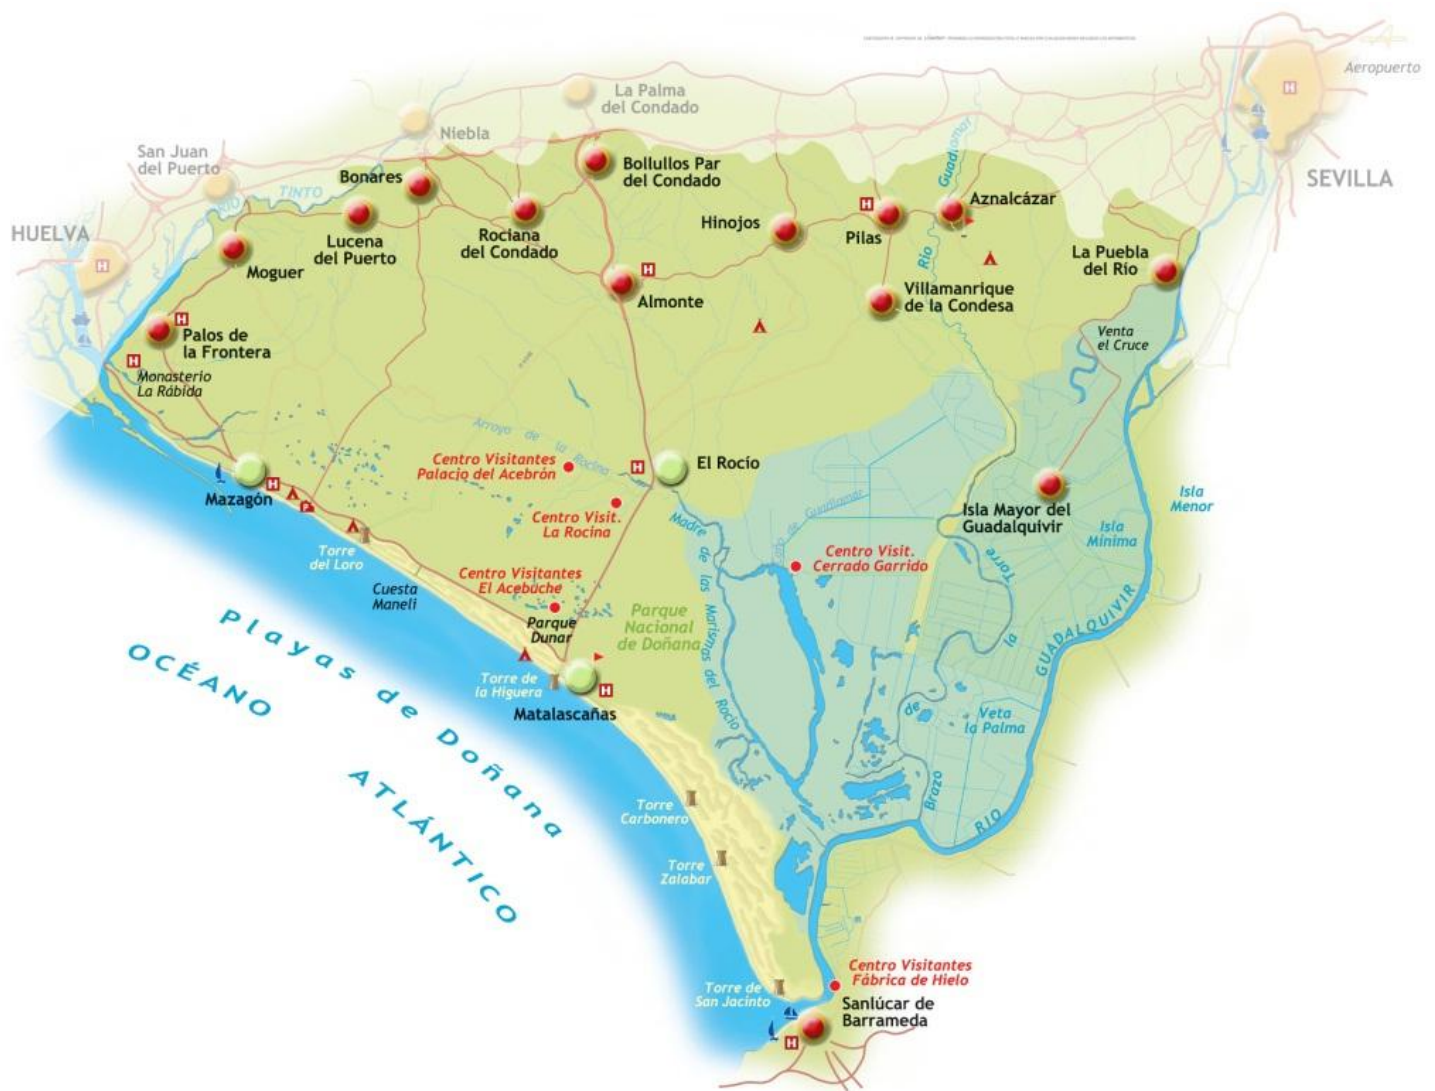 Aeropuerto
La Palma
del Condado
Niebla
San Juan
del Puerto
SEVILLA
HUELVA
RIO
TINTO
Bonares
Bollullos Par
del Condado
Lucena
del Puerto
Rociana
del Condado
Hinojos
H
Pilas
Aznalcázar
Guadiamar
Rio
Moguer
Almonte
H
Villamanrique
de la Condesa
La Puebla
del Río
Palos de
la Frontera
H
H
Monasterio
La Rábida
Venta
el Cruce
Arroyo de la Rocina
Centro Visitantes
Palacio del Acebrón
H
El Rocío
Mazagón
H
Centro Visit.
La Rocina
Isla Mayor del
Guadalquivir
Isla
Menor
Isla
Mínima
Torre
del Loro
Cuesta
Maneli
Centro Visitantes
El Acebuche
Parque
Dunar
Parque
Nacional
de Doñana
Madre de las Marismas del Rocío
Caño de Guadiamar
Centro Visit.
Cerrado Garrido
Brazo de la Torre
RIO GUADALQUIVIR
Torre de
la Higuera
Matalascañas
H
Veta
la Palma
Playas de Doñana
OCÉANO ATLÁNTICO
Torre
Carbonero
Torre
Zalabar
Torre de
San Jacinto
Centro Visitantes
Fábrica de Hielo
Sanlúcar de
Barrameda
H
H
H